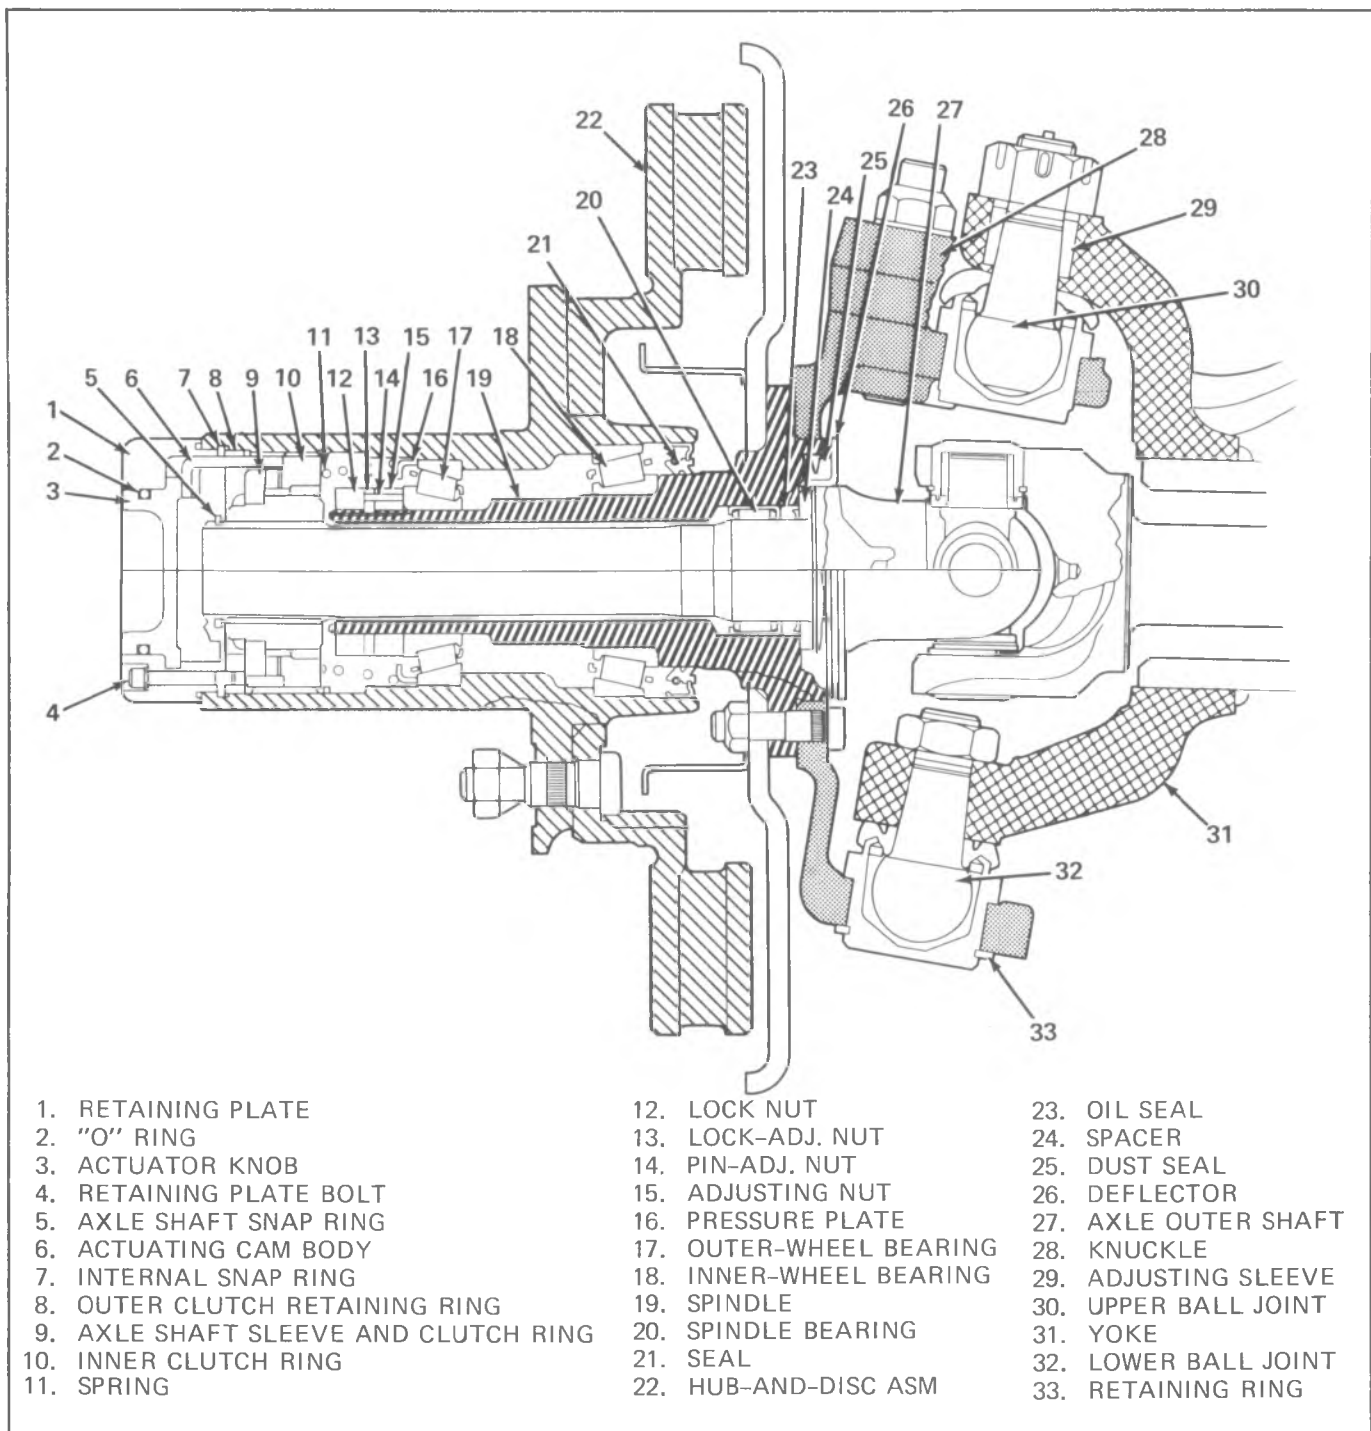 22
26
27
28
25
23
20
24
29
21
30
11
13
15
17
18
5
6
7
8
9
10
12
14
16
19
1
2
3
4
31
32
33
1. RETAINING PLATE
2. "O" RING
3. ACTUATOR KNOB
4. RETAINING PLATE BOLT
5. AXLE SHAFT SNAP RING
6. ACTUATING CAM BODY
7. INTERNAL SNAP RING
8. OUTER CLUTCH RETAINING RING
9. AXLE SHAFT SLEEVE AND CLUTCH RING
10. INNER CLUTCH RING
11. SPRING
12. LOCK NUT
13. LOCK-ADJ. NUT
14. PIN-ADJ. NUT
15. ADJUSTING NUT
16. PRESSURE PLATE
17. OUTER-WHEEL BEARING
18. INNER-WHEEL BEARING
19. SPINDLE
20. SPINDLE BEARING
21. SEAL
22. HUB-AND-DISC ASM
23. OIL SEAL
24. SPACER
25. DUST SEAL
26. DEFLECTOR
27. AXLE OUTER SHAFT
28. KNUCKLE
29. ADJUSTING SLEEVE
30. UPPER BALL JOINT
31. YOKE
32. LOWER BALL JOINT
33. RETAINING RING